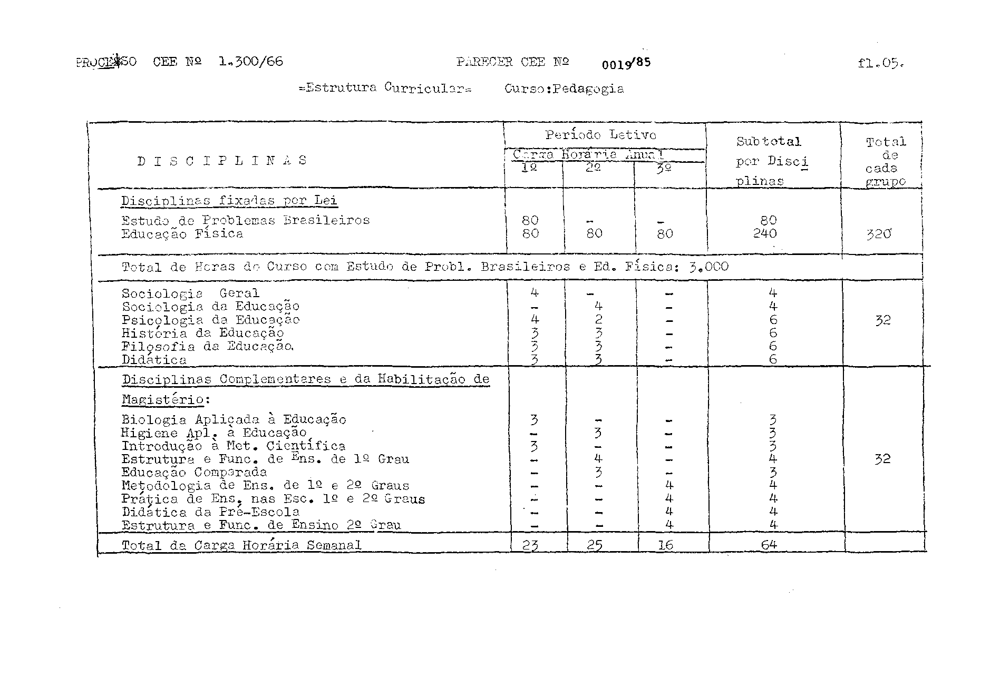 PROCESSO CEE Nº 1.300/66 PARECER CEE Nº 0019/85 fl.05.
=Estrutura Curricular= Curso:Pedagogia
Período Letivo
Subtotal Total
Carga Horária Anual de
D I S C I P L I N A S por Disci
1º 2º 3º cada
plinas grupo
Disciplinas fixadas por Lei
Estudo de Problemas Brasileiros 80 - - 80
Educação Física 80 80 80 240 320
Total de Horas do Curso com Estudo de Probl. Brasileiros e Ed. Física: 3.000
Sociologia Geral 4 - - 4
Sociologia da Educação - 4 - 4
Psicologia da Educação 4 2 - 6 32
História da Educação 3 3 - 6
Filosofia da Educação. 3 3 - 6
Didática 3 3 - 6
Disciplinas Complementares e da Habilitação de
Magistério:
Biologia Aplicada à Educação 3 - - 3
Higiene Apl. à Educação - 3 - 3
Introdução à Met. Científica 3 - - 3
Estrutura e Func. de Ens. de 1º Grau - 4 - 4 32
Educação Comparada - 3 - 3
Metodologia de Ens. de 1º e 2º Graus - - 4 4
Prática de Ens. nas Esc. 1º e 2º Graus - - 4 4
Didática da Pré-Escola - - 4 4
Estrutura e Func. de Ensino 2º Grau - - 4 4
Total da Carga Horária Semanal 23 25 16 64